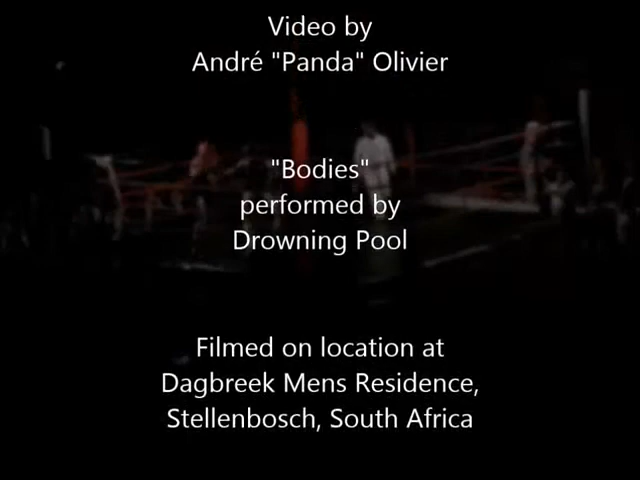 Video by
André "Panda" Olivier
"Bodies"
performed by
Drowning Pool
Filmed on location at
Dagbreek Mens Residence,
Stellenbosch, South Africa